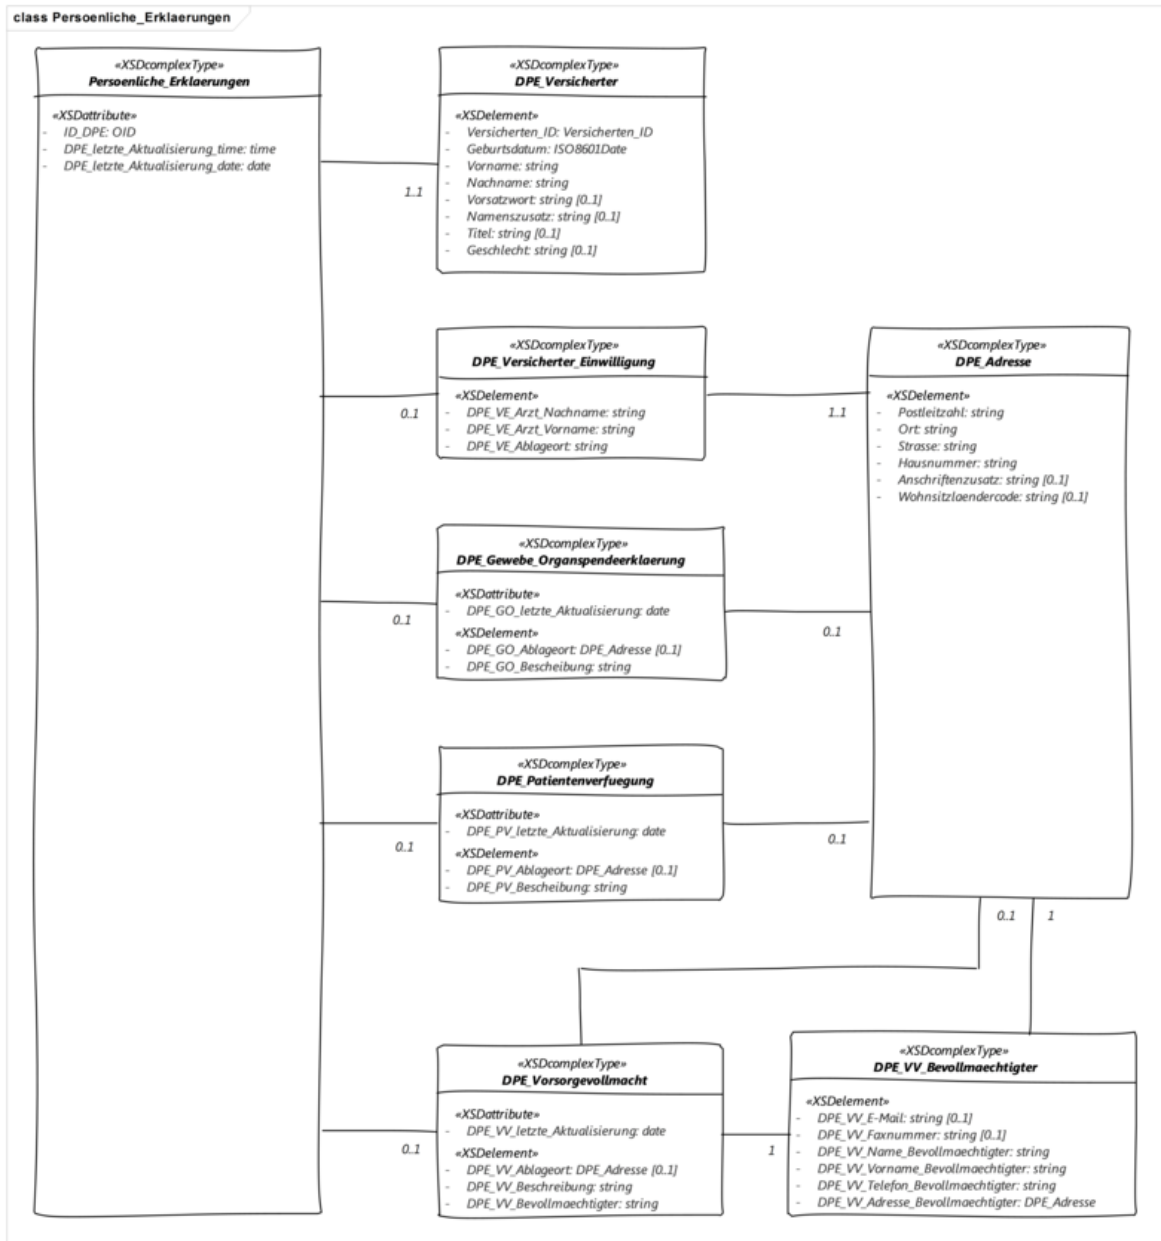 class Persoenliche_Erklaerungen
«XSDcomplexType»
Persoenliche_Erklaerungen
«XSDattribute»
- ID_DPE: OID
- DPE_letzte_Aktualisierung_time: time
- DPE_letzte_Aktualisierung_date: date
«XSDcomplexType»
DPE_Versicherter
«XSDelement»
- Versicherten_ID: Versicherten_ID
- Geburtsdatum: ISO8601Date
- Vorname: string
- Nachname: string
- Vorsatzwort: string [0..1]
- Namenszusatz: string [0..1]
- Titel: string [0..1]
- Geschlecht: string [0..1]
1..1
«XSDcomplexType»
DPE_Versicherter_Einwilligung
«XSDelement»
- DPE_VE_Arzt_Nachname: string
- DPE_VE_Arzt_Vorname: string
- DPE_VE_Ablageort: string
0..1
1..1
«XSDcomplexType»
DPE_Adresse
«XSDelement»
- Postleitzahl: string
- Ort: string
- Strasse: string
- Hausnummer: string
- Anschriftenzusatz: string [0..1]
- Wohnsitzlaendercode: string [0..1]
«XSDcomplexType»
DPE_Gewebe_Organspendeerklaerung
«XSDattribute»
- DPE_GO_letzte_Aktualisierung: date
«XSDelement»
- DPE_GO_Ablageort: DPE_Adresse [0..1]
- DPE_GO_Bescheibung: string
0..1
0..1
«XSDcomplexType»
DPE_Patientenverfuegung
«XSDattribute»
- DPE_PV_letzte_Aktualisierung: date
«XSDelement»
- DPE_PV_Ablageort: DPE_Adresse [0..1]
- DPE_PV_Bescheibung: string
0..1
0..1
0..1
1
«XSDcomplexType»
DPE_Vorsorgevollmacht
«XSDattribute»
- DPE_VV_letzte_Aktualisierung: date
«XSDelement»
- DPE_VV_Ablageort: DPE_Adresse [0..1]
- DPE_VV_Beschreibung: string
- DPE_VV_Bevollmaechtigter: string
0..1
1
«XSDcomplexType»
DPE_VV_Bevollmaechtigter
«XSDelement»
- DPE_VV_E-Mail: string [0..1]
- DPE_VV_Faxnummer: string [0..1]
- DPE_VV_Name_Bevollmaechtigter: string
- DPE_VV_Vorname_Bevollmaechtigter: string
- DPE_VV_Telefon_Bevollmaechtigter: string
- DPE_VV_Adresse_Bevollmaechtigter: DPE_Adresse